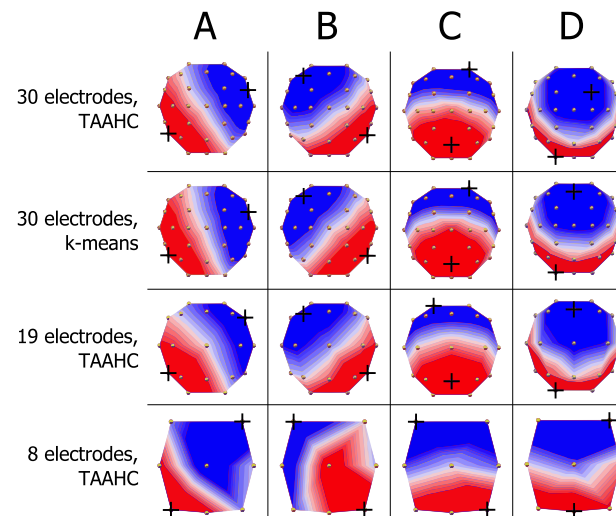 A B C D
30 electrodes,
TAAHC
30 electrodes,
k-means
19 electrodes,
TAAHC
8 electrodes,
TAAHC